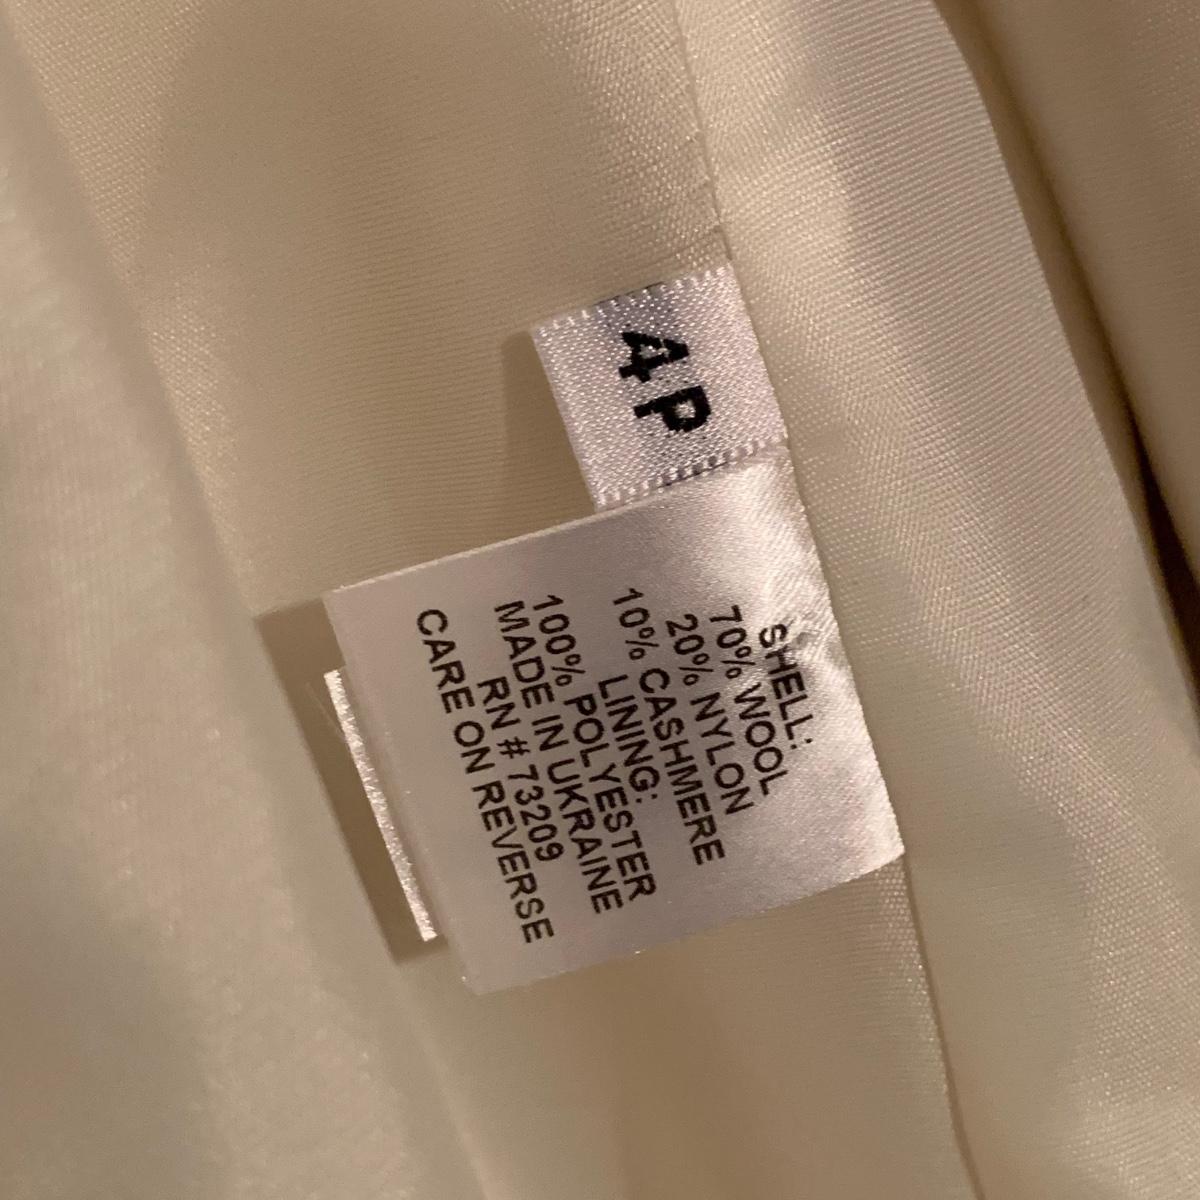 4P
SHELL:
70% WOOL
20% NYLON
10% CASHMERE
LINING:
100% POLYESTER
MADE IN UKRAINE
RN # 73209
CARE ON REVERSE